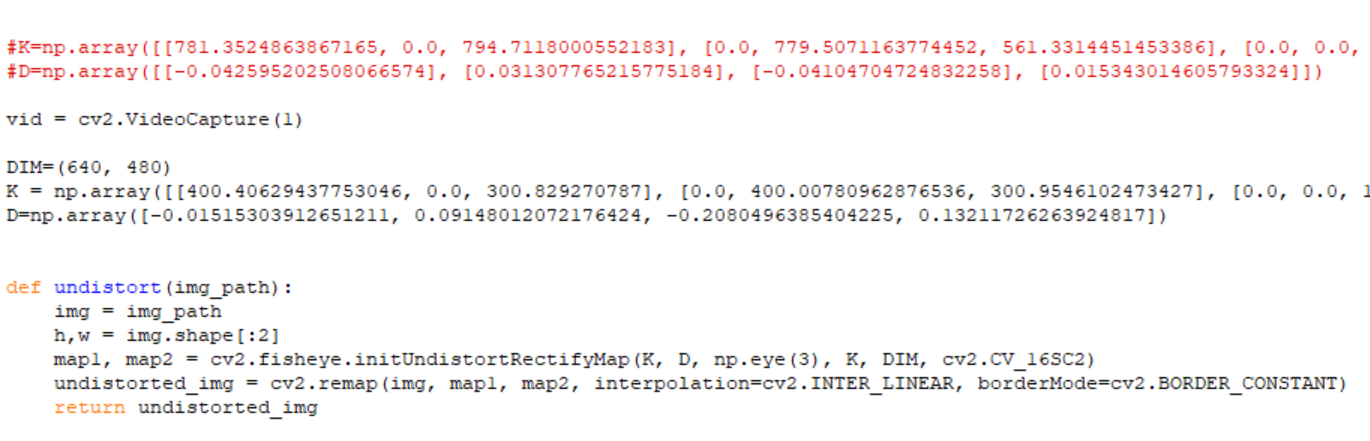 #K=np.array([[781.3524863867165, 0.0, 794.7118000552183], [0.0, 779.5071163774452, 561.3314451453386], [0.0, 0.0,
#D=np.array([[-0.042595202508066574], [0.031307765215775184], [-0.04104704724832258], [0.015343014605793324]])
vid = cv2.VideoCapture(1)
DIM=(640, 480)
K = np.array([[400.40629437753046, 0.0, 300.829270787], [0.0, 400.00780962876536, 300.9546102473427], [0.0, 0.0, 1
D=np.array([-0.01515303912651211, 0.09148012072176424, -0.2080496385404225, 0.13211726263924817])
def undistort(img_path):
    img = img_path
    h,w = img.shape[:2]
    map1, map2 = cv2.fisheye.initUndistortRectifyMap(K, D, np.eye(3), K, DIM, cv2.CV_16SC2)
    undistorted_img = cv2.remap(img, map1, map2, interpolation=cv2.INTER_LINEAR, borderMode=cv2.BORDER_CONSTANT)
    return undistorted_img